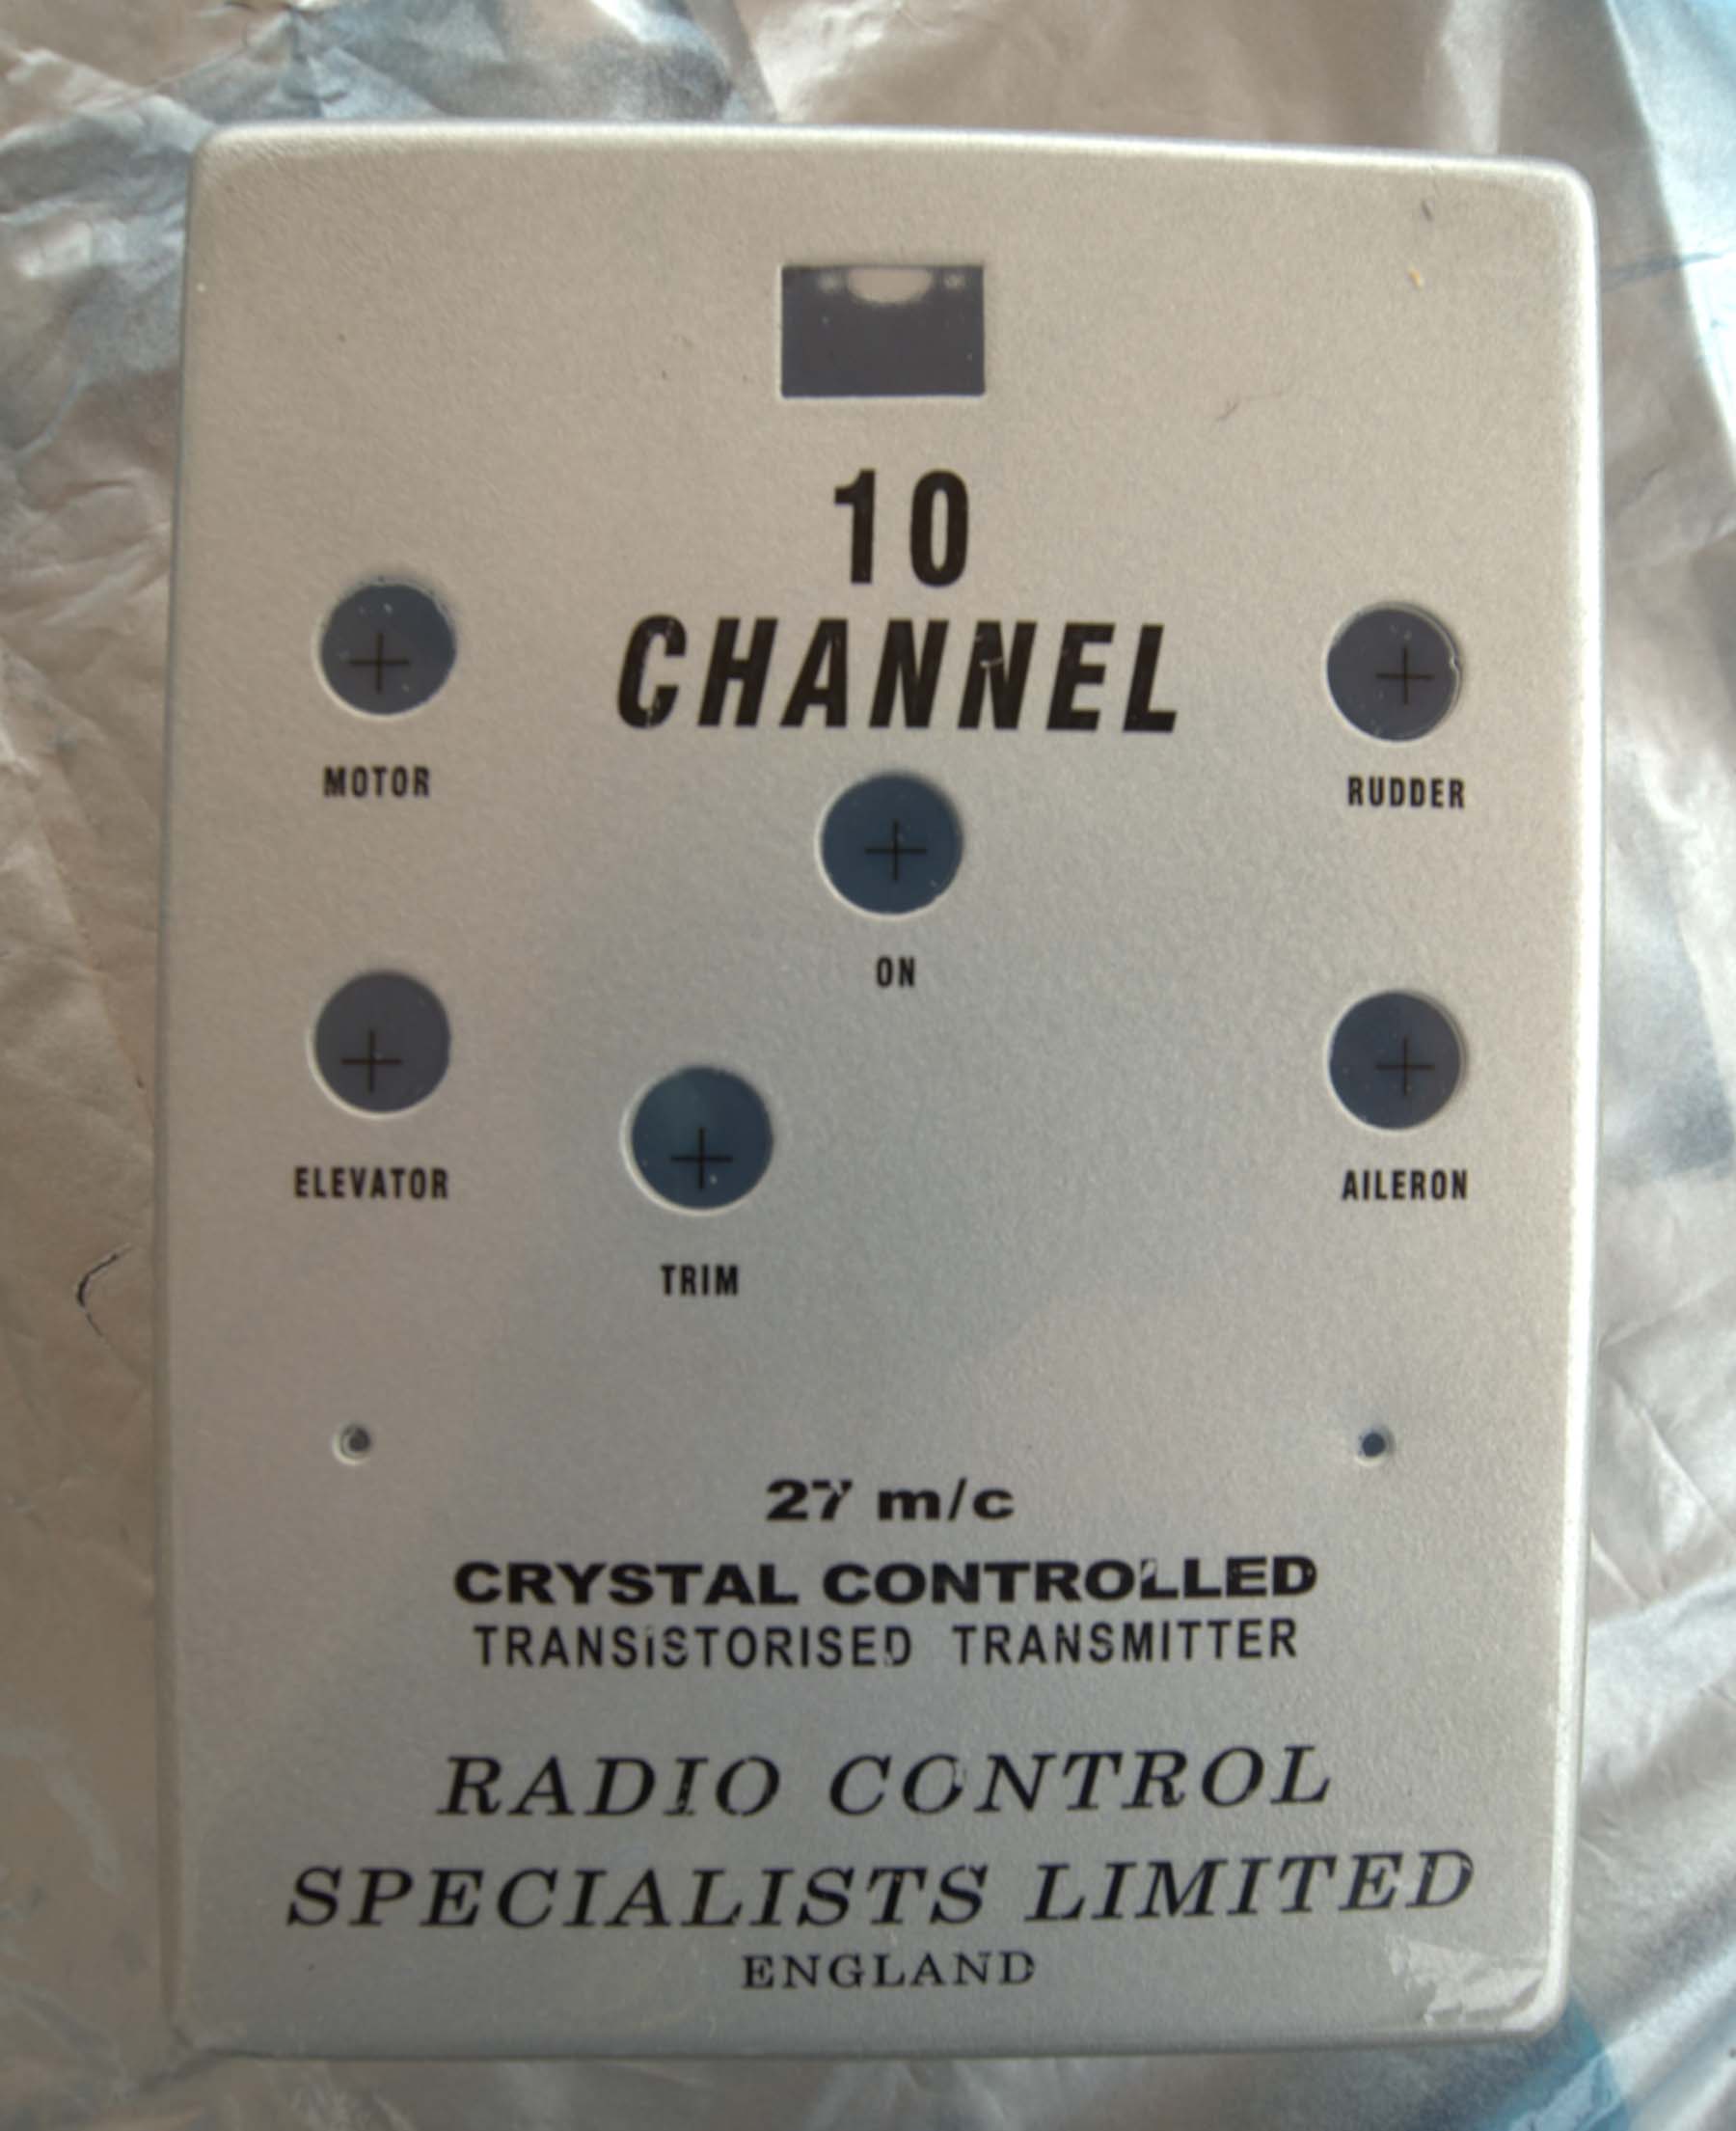 10
CHANNEL
MOTOR
RUDDER
ON
ELEVATOR
AILERON
TRIM
27 m/c
CRYSTAL CONTROLLED
TRANSiSTORISED TRANSMITTER
RADIO CONTROL
SPECIALISTS LIMITED
ENGLAND